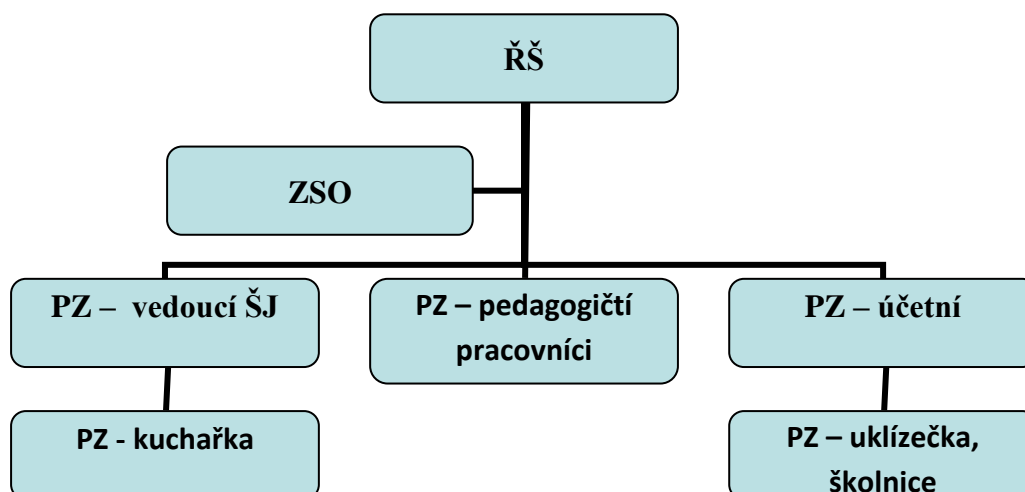 ŘŠ
ZSO
PZ – vedoucí ŠJ
PZ – pedagogičtí
pracovníci
PZ – účetní
PZ - kuchařka
PZ – uklízečka,
školnice